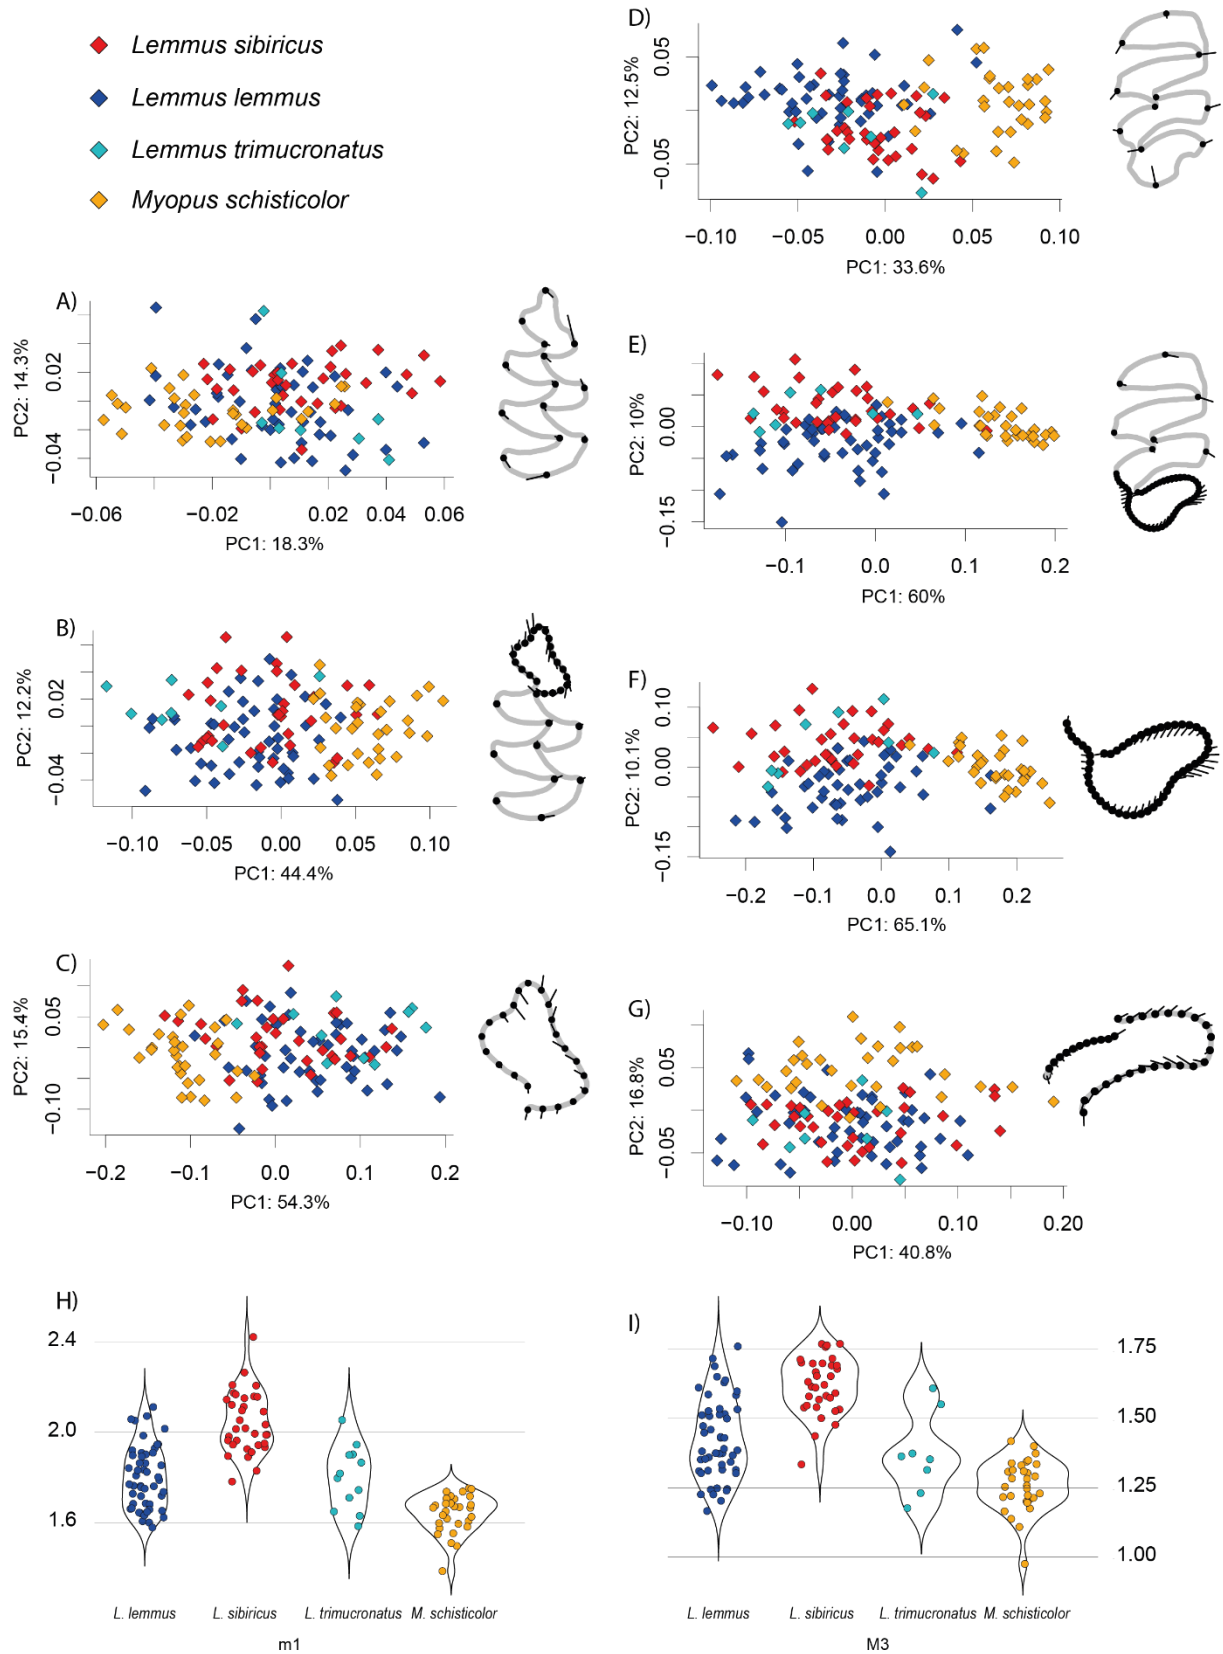 Lemmus sibiricus
Lemmus lemmus
Lemmus trimucronatus
Myopus schisticolor
A)
PC2: 14.3%
0.02
−0.04
−0.06
−0.02
0.02
0.04
0.06
PC1: 18.3%
B)
PC2: 12.2%
0.02
−0.04
−0.10
−0.05
0.00
0.05
0.10
PC1: 44.4%
C)
PC2: 15.4%
0.05
−0.10
−0.2
−0.1
0.0
0.1
0.2
PC1: 54.3%
D)
PC2: 12.5%
0.05
−0.05
−0.10
−0.05
0.00
0.05
0.10
PC1: 33.6%
E)
PC2: 10%
0.00
−0.15
−0.1
0.0
0.1
0.2
PC1: 60%
F)
PC2: 10.1%
0.10
0.00
−0.15
−0.2
−0.1
0.0
0.1
0.2
PC1: 65.1%
G)
PC2: 16.8%
0.05
−0.05
−0.10
0.00
0.10
0.20
PC1: 40.8%
H)
2.4
2.0
1.6
L. lemmus
L. sibiricus
L. trimucronatus
M. schisticolor
m1
I)
1.75
1.50
1.25
1.00
L. lemmus
L. sibiricus
L. trimucronatus
M. schisticolor
M3